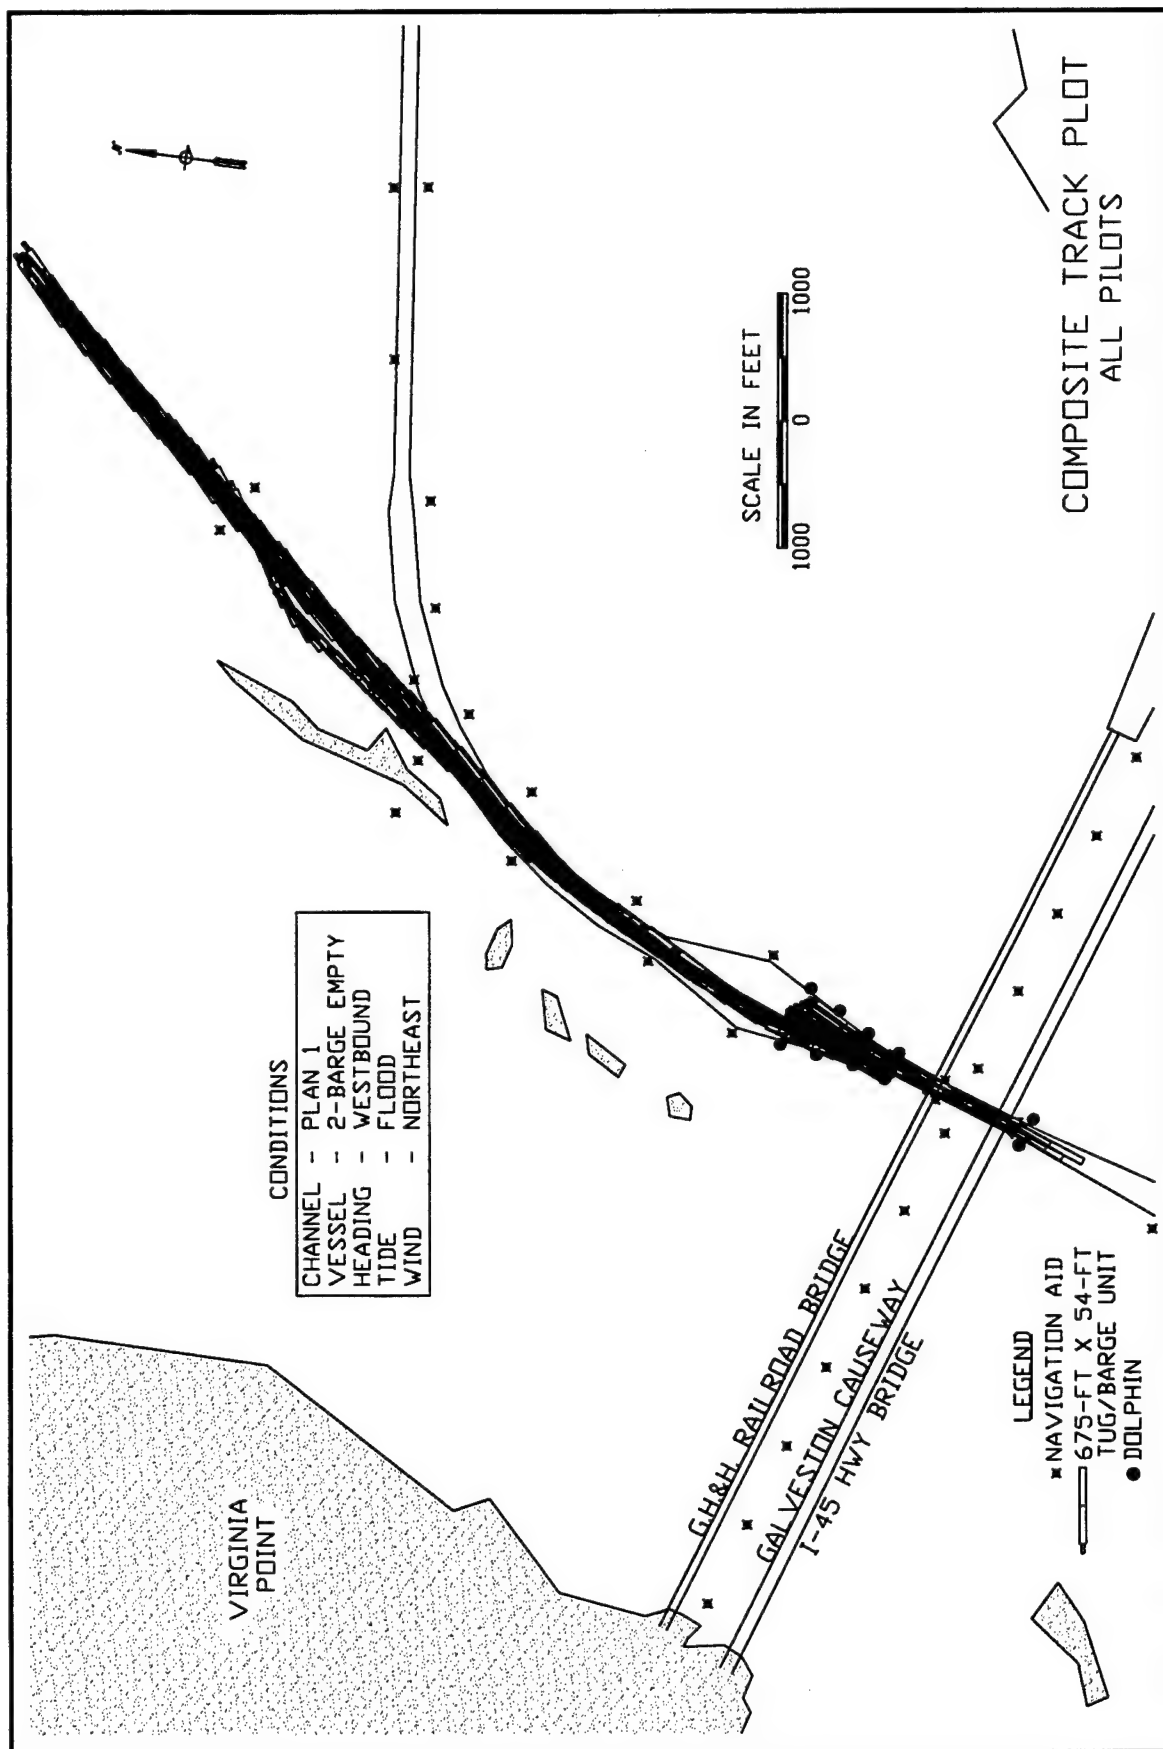 VIRGINIA
POINT
CONDITIONS
CHANNEL - PLAN 1
VESSEL - 2-BARGE EMPTY
HEADING - WESTBOUND
TIDE - FLOOD
WIND - NORTHEAST
N
G.H.&H. RAILROAD BRIDGE
GALVESTON CAUSEWAY
I-45 HWY BRIDGE
SCALE IN FEET
1000 0 1000
LEGEND
NAVIGATION AID
675-FT X 54-FT
TUG/BARGE UNIT
DOLPHIN
COMPOSITE TRACK PLOT
ALL PILOTS